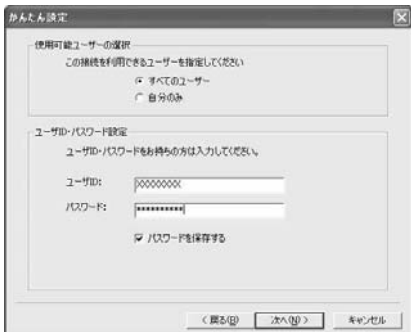 かんたん設定
使用可能ユーザーの選択
この接続を利用できるユーザーを指定してください
すべてのユーザー
自分のみ
ユーザID・パスワード設定
ユーザID・パスワードをお持ちの方は入力してください。
ユーザID: XXXXXXXX
パスワード: **********
パスワードを保存する
< 戻る(B) 次へ(N) > キャンセル